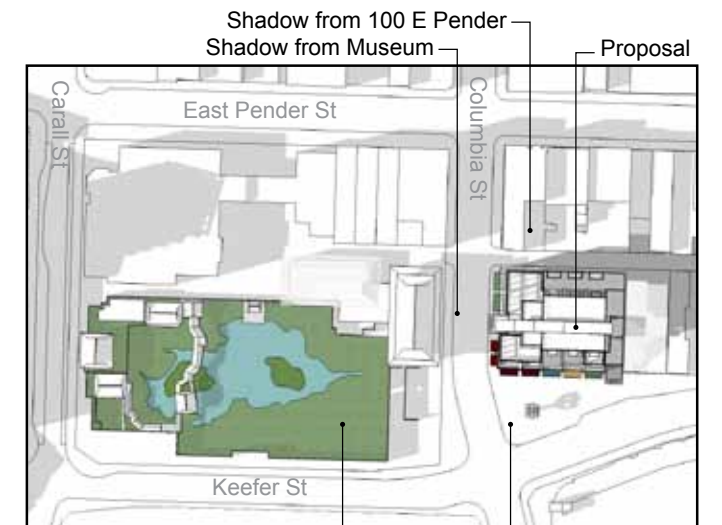 Shadow from 100 E Pender
Shadow from Museum
Proposal
Carall St
East Pender St
Columbia St
Keefer St